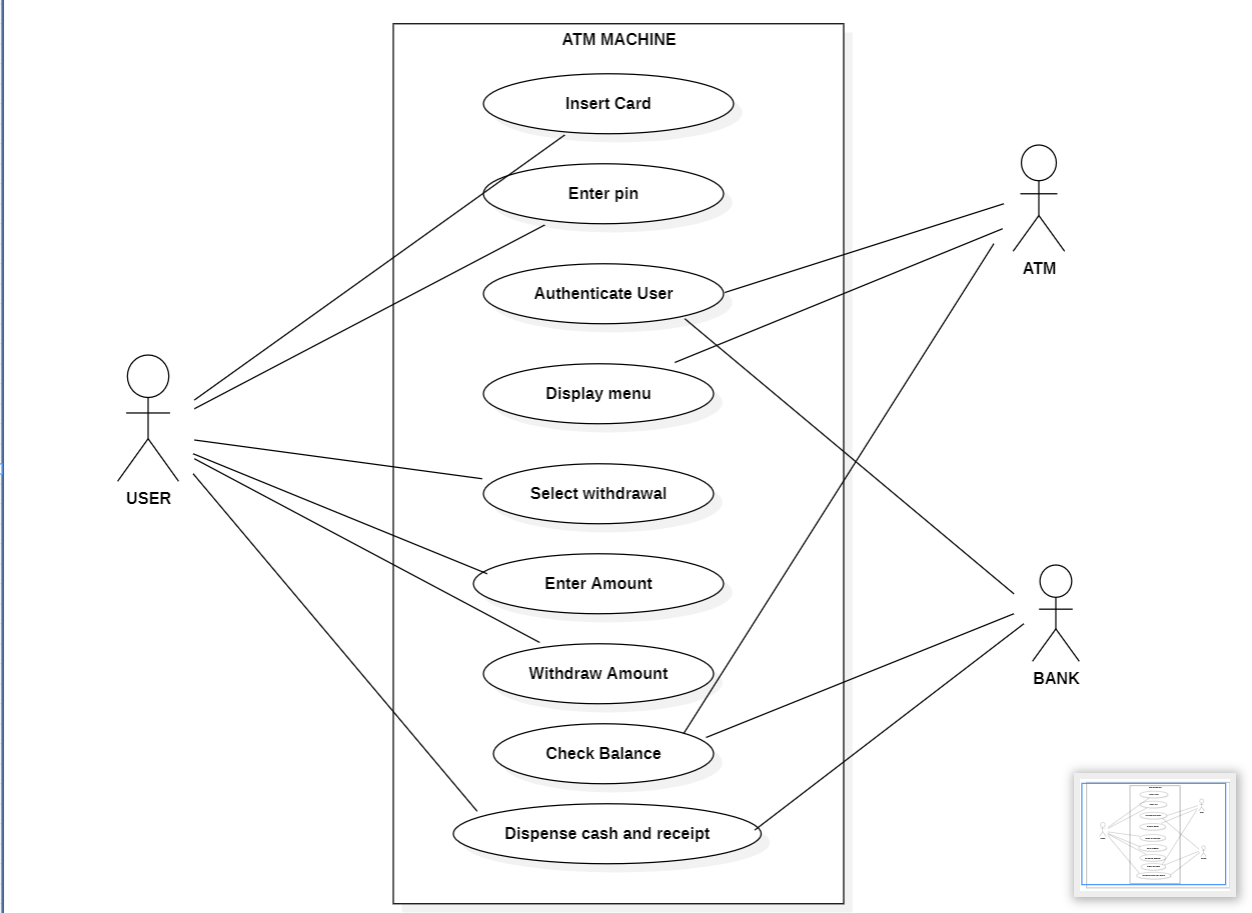 ATM MACHINE
Insert Card
Enter pin
Authenticate User
ATM
Display menu
USER
Select withdrawal
Enter Amount
Withdraw Amount
BANK
Check Balance
Dispense cash and receipt